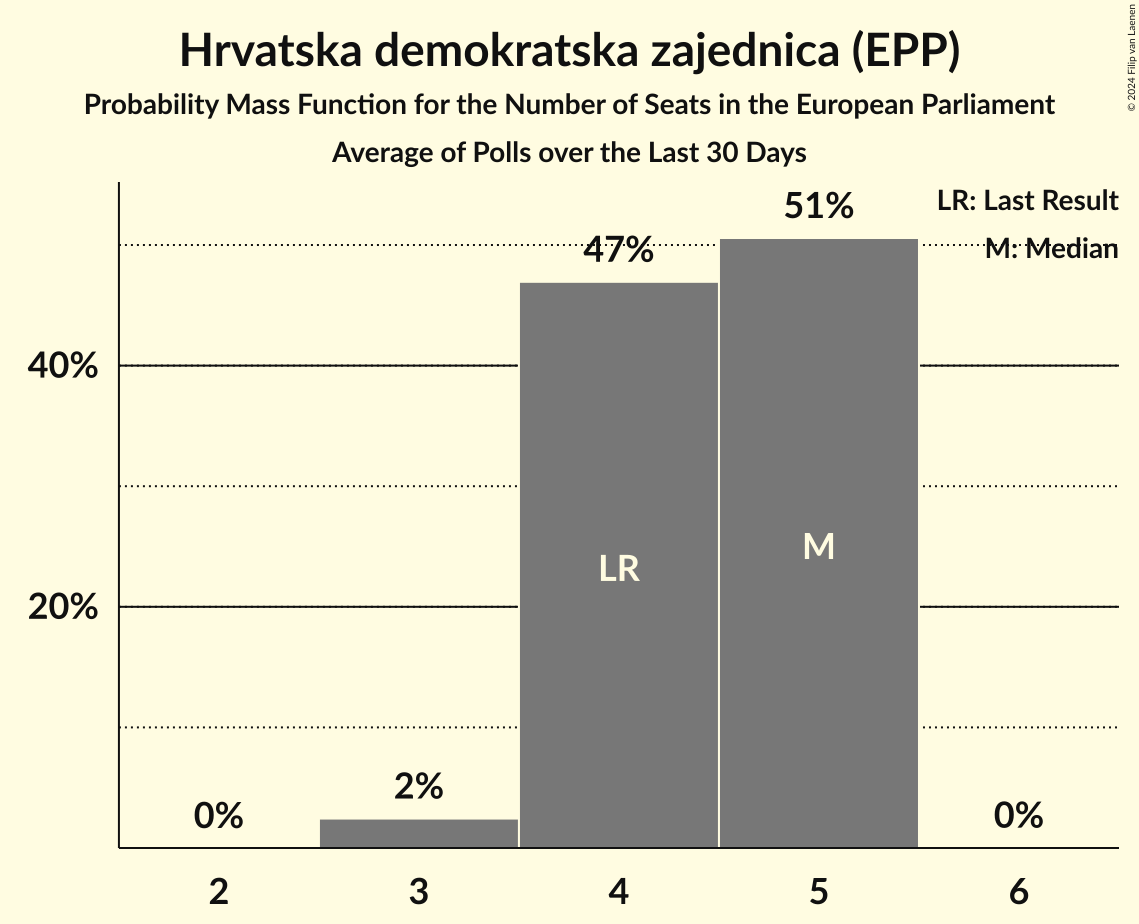 Hrvatska demokratska zajednica (EPP)
Probability Mass Function for the Number of Seats in the European Parliament
Average of Polls over the Last 30 Days
© 2024 Filip van Laenen
LR: Last Result
M: Median
51%
47%
40%
LR
M
20%
2%
0%
0%
2
3
4
5
6